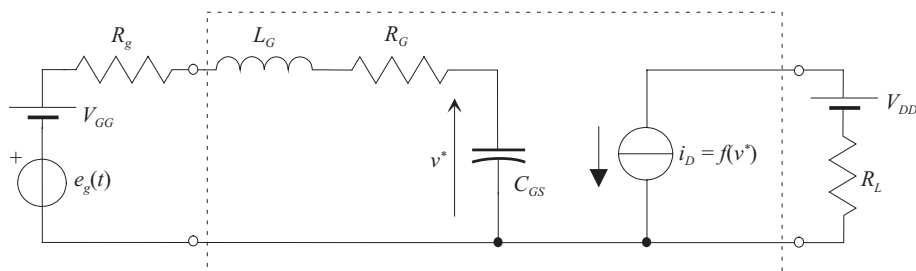 R_g
L_G
R_G
V_GG
+
e_g(t)
v*
C_GS
i_D = f(v*)
V_DD
R_L